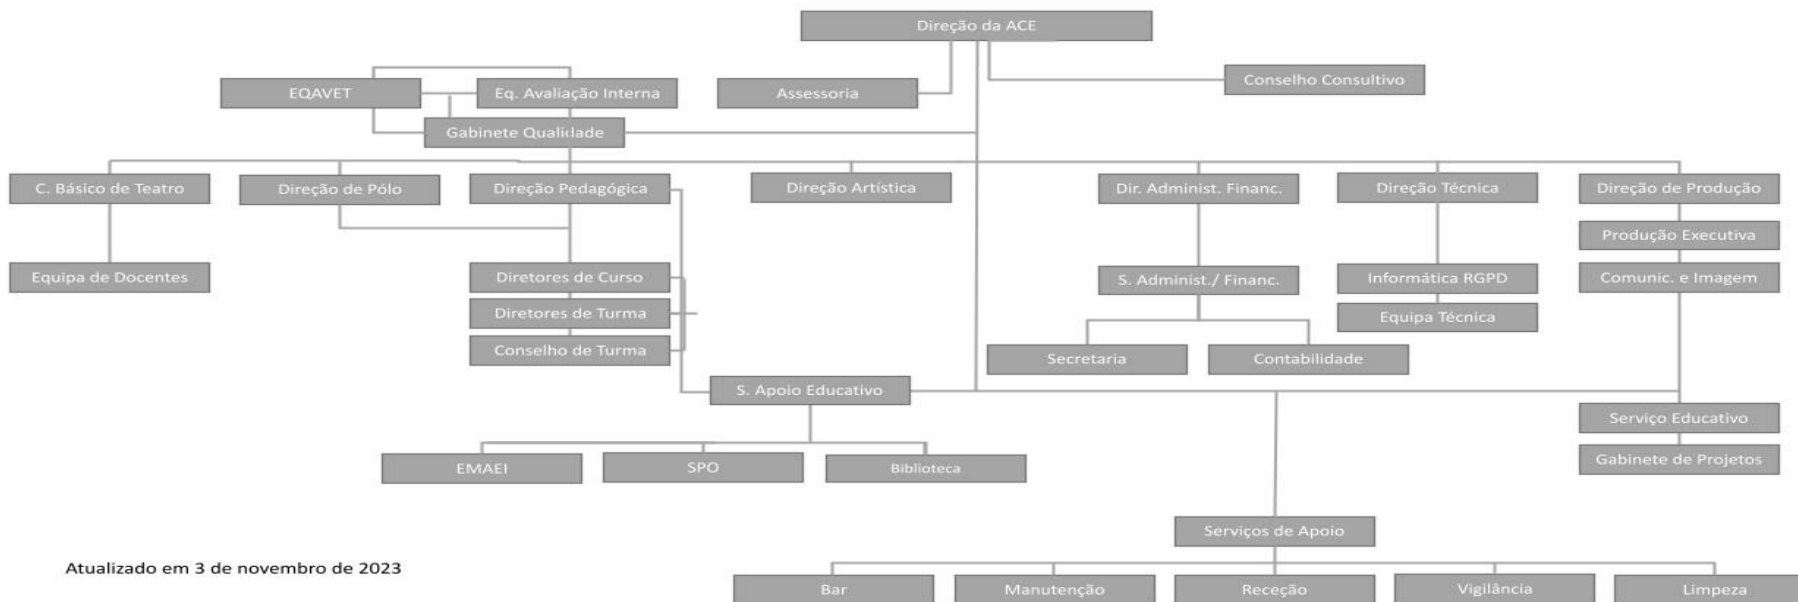 Direção da ACE
Conselho Consultivo
EQAVET
Eq. Avaliação Interna
Assessoria
Gabinete Qualidade
C. Básico de Teatro
Direção de Pólo
Direção Pedagógica
Direção Artística
Dir. Administ. Financ.
Direção Técnica
Direção de Produção
Produção Executiva
Equipa de Docentes
Diretores de Curso
S. Administ./ Financ.
Informática RGPD
Comunic. e Imagem
Diretores de Turma
Equipa Técnica
Conselho de Turma
Secretaria
Contabilidade
S. Apoio Educativo
Serviço Educativo
EMAEI
SPO
Biblioteca
Gabinete de Projetos
Serviços de Apoio
Atualizado em 3 de novembro de 2023
Bar
Manutenção
Receção
Vigilância
Limpeza